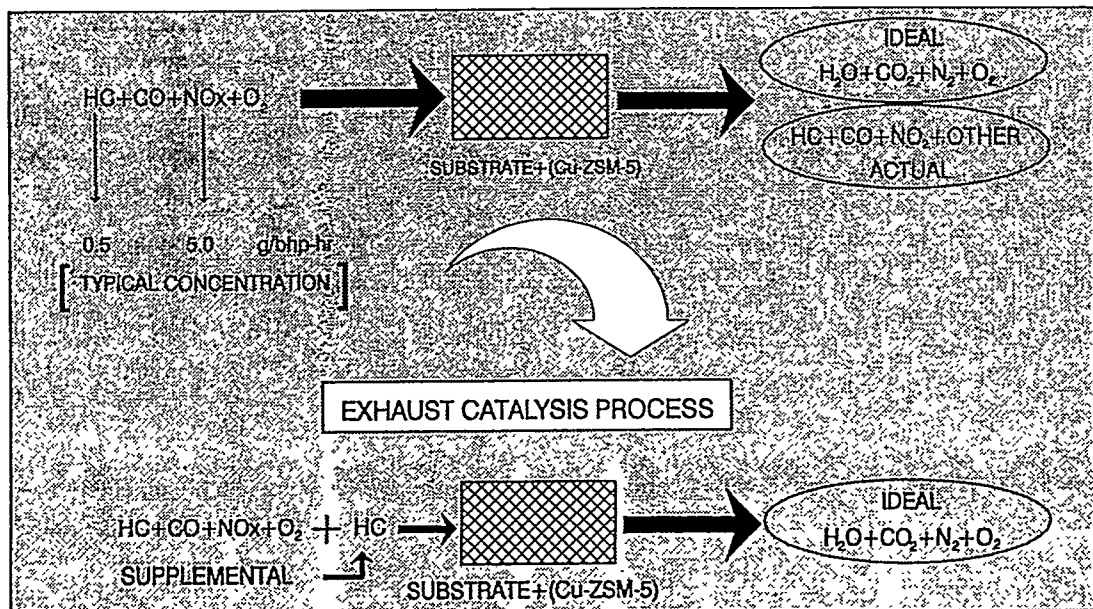 HC+CO+NOx+O
SUBSTRATE+(Cu-ZSM-5)
IDEAL
H₂O+CO₂+N₂+O₂
HC+CO+NO₂+OTHER
ACTUAL
0.5 5.0 g/bhp-hr
[TYPICAL CONCENTRATION]
EXHAUST CATALYSIS PROCESS
HC+CO+NOx+O₂ + HC
SUPPLEMENTAL
SUBSTRATE+(Cu-ZSM-5)
IDEAL
H₂O+CO₂+N₂+O₂